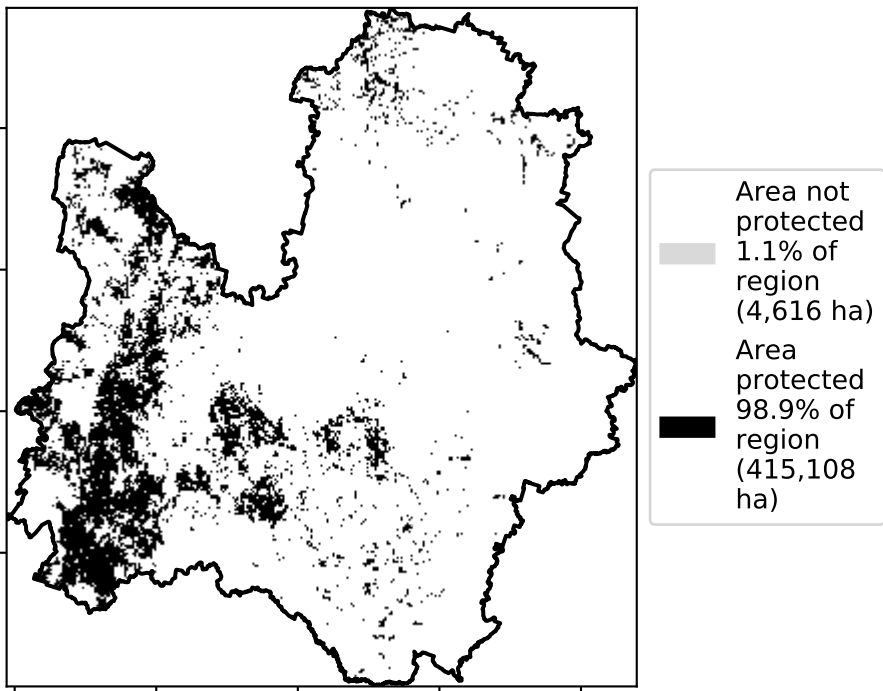 Area not
protected
1.1% of
region
(4,616 ha)
Area
protected
98.9% of
region
(415,108
ha)